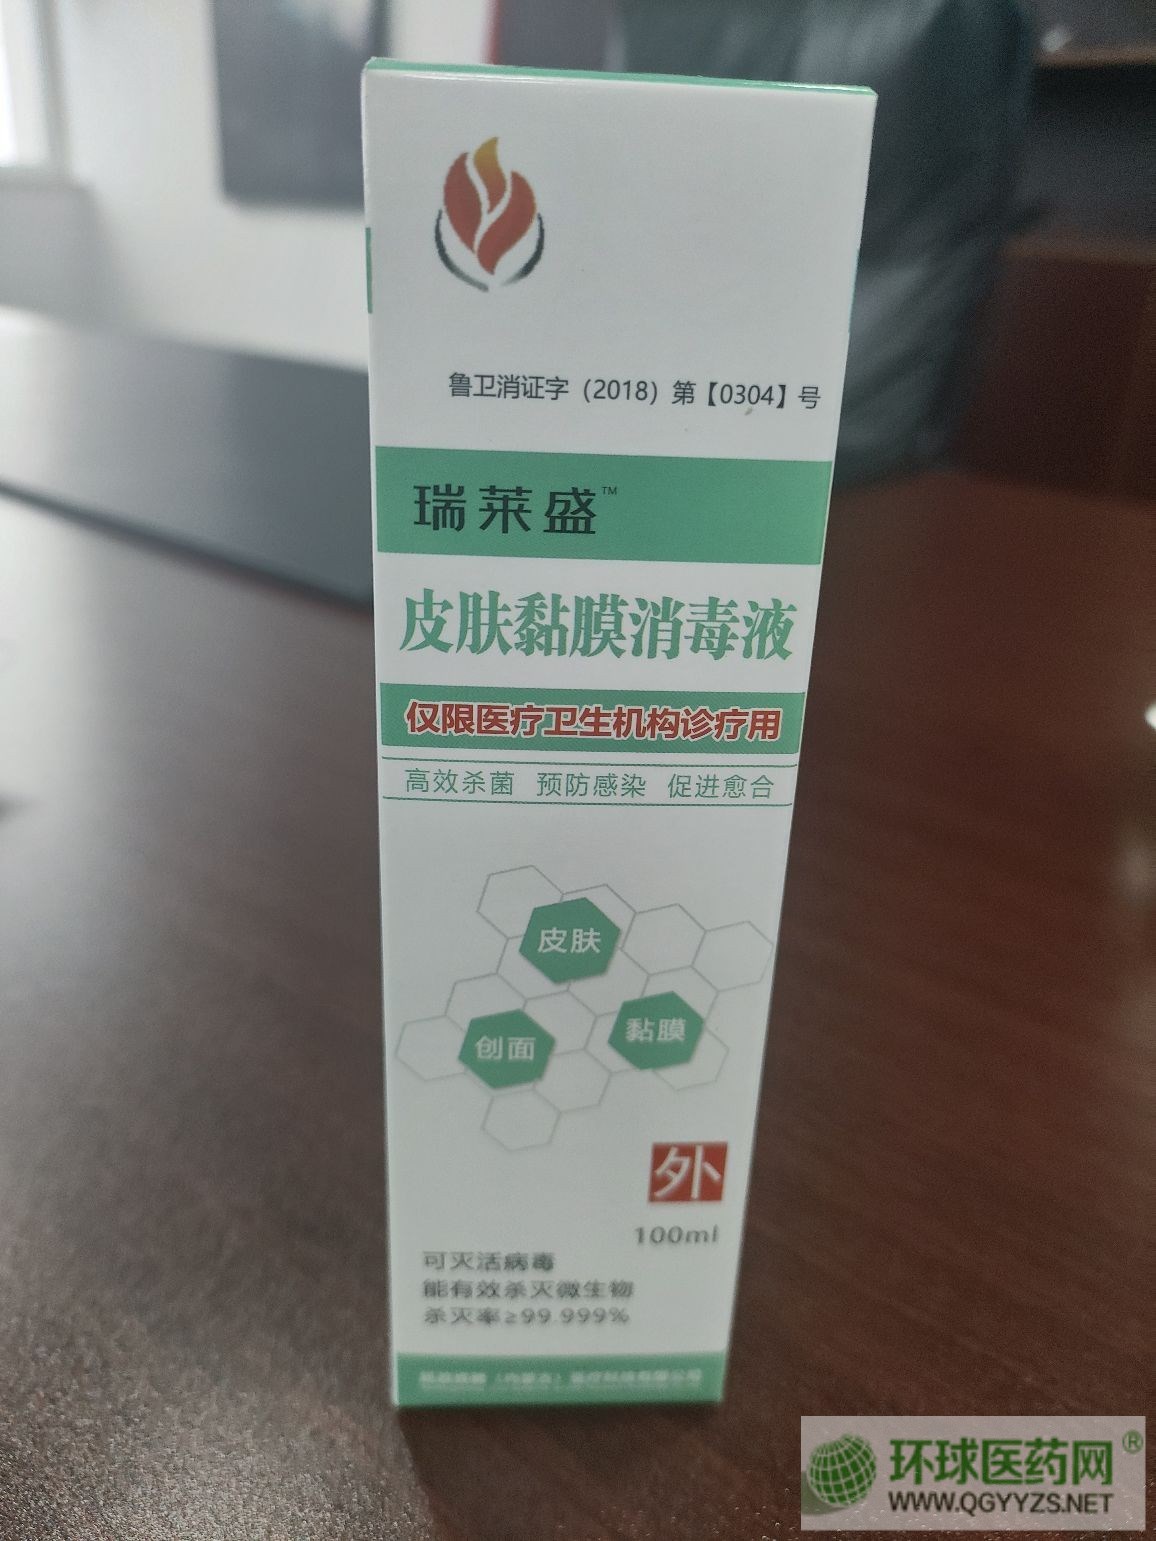 鲁卫消证字（2018）第【0304】号
瑞莱盛™
皮肤黏膜消毒液
仅限医疗卫生机构诊疗用
高效杀菌 预防感染 促进愈合
皮肤
黏膜
创面
外
100ml
可灭活病毒
能有效杀灭微生物
杀灭率≥99.999%
环球医药网®
WWW.QGYYZS.NET